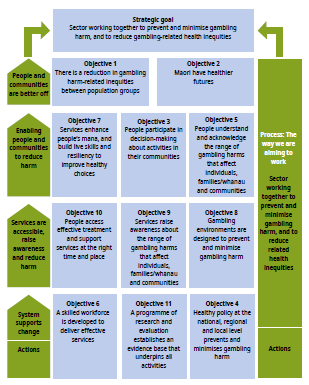 Strategic goal
Sector working together to prevent and minimise gambling
harm, and to reduce gambling-related health inequities
People and
communities
are better off
Objective 1
There is a reduction in gambling
harm-related inequities
between population groups
Objective 2
Maori have healthier
futures
Enabling
people and
communities
to reduce
harm
Objective 7
Services enhance
people's mana, and
build live skills and
resiliency to
improve healthy
choices
Objective 3
People participate in
decision-making
about activities in
their communities
Objective 5
People understand
and acknowledge
the range of
gambling harms
that affect
individuals,
families/whanau
and communities
Services are
accessible,
raise
awareness
and reduce
harm
Objective 10
People access
effective treatment
and support
services at the right
time and place
Objective 9
Services raise
awareness about
the range of
gambling harms
that affect
individuals,
families/whanau
and communities
Objective 8
Gambling
environments are
designed to prevent
and minimise
gambling harm
System
supports
change
Actions
Objective 6
A skilled workforce
is developed to
deliver effective
services
Objective 11
A programme of
research and
evaluation
establishes an
evidence base that
underpins all
activities
Objective 4
Healthy policy at the
national, regional
and local level
prevents and
minimises gambling
harm
Process: The
way we are
aiming to
work
Sector
working
together to
prevent and
minimise
gambling
harm, and to
reduce
related
health
inequities
Actions